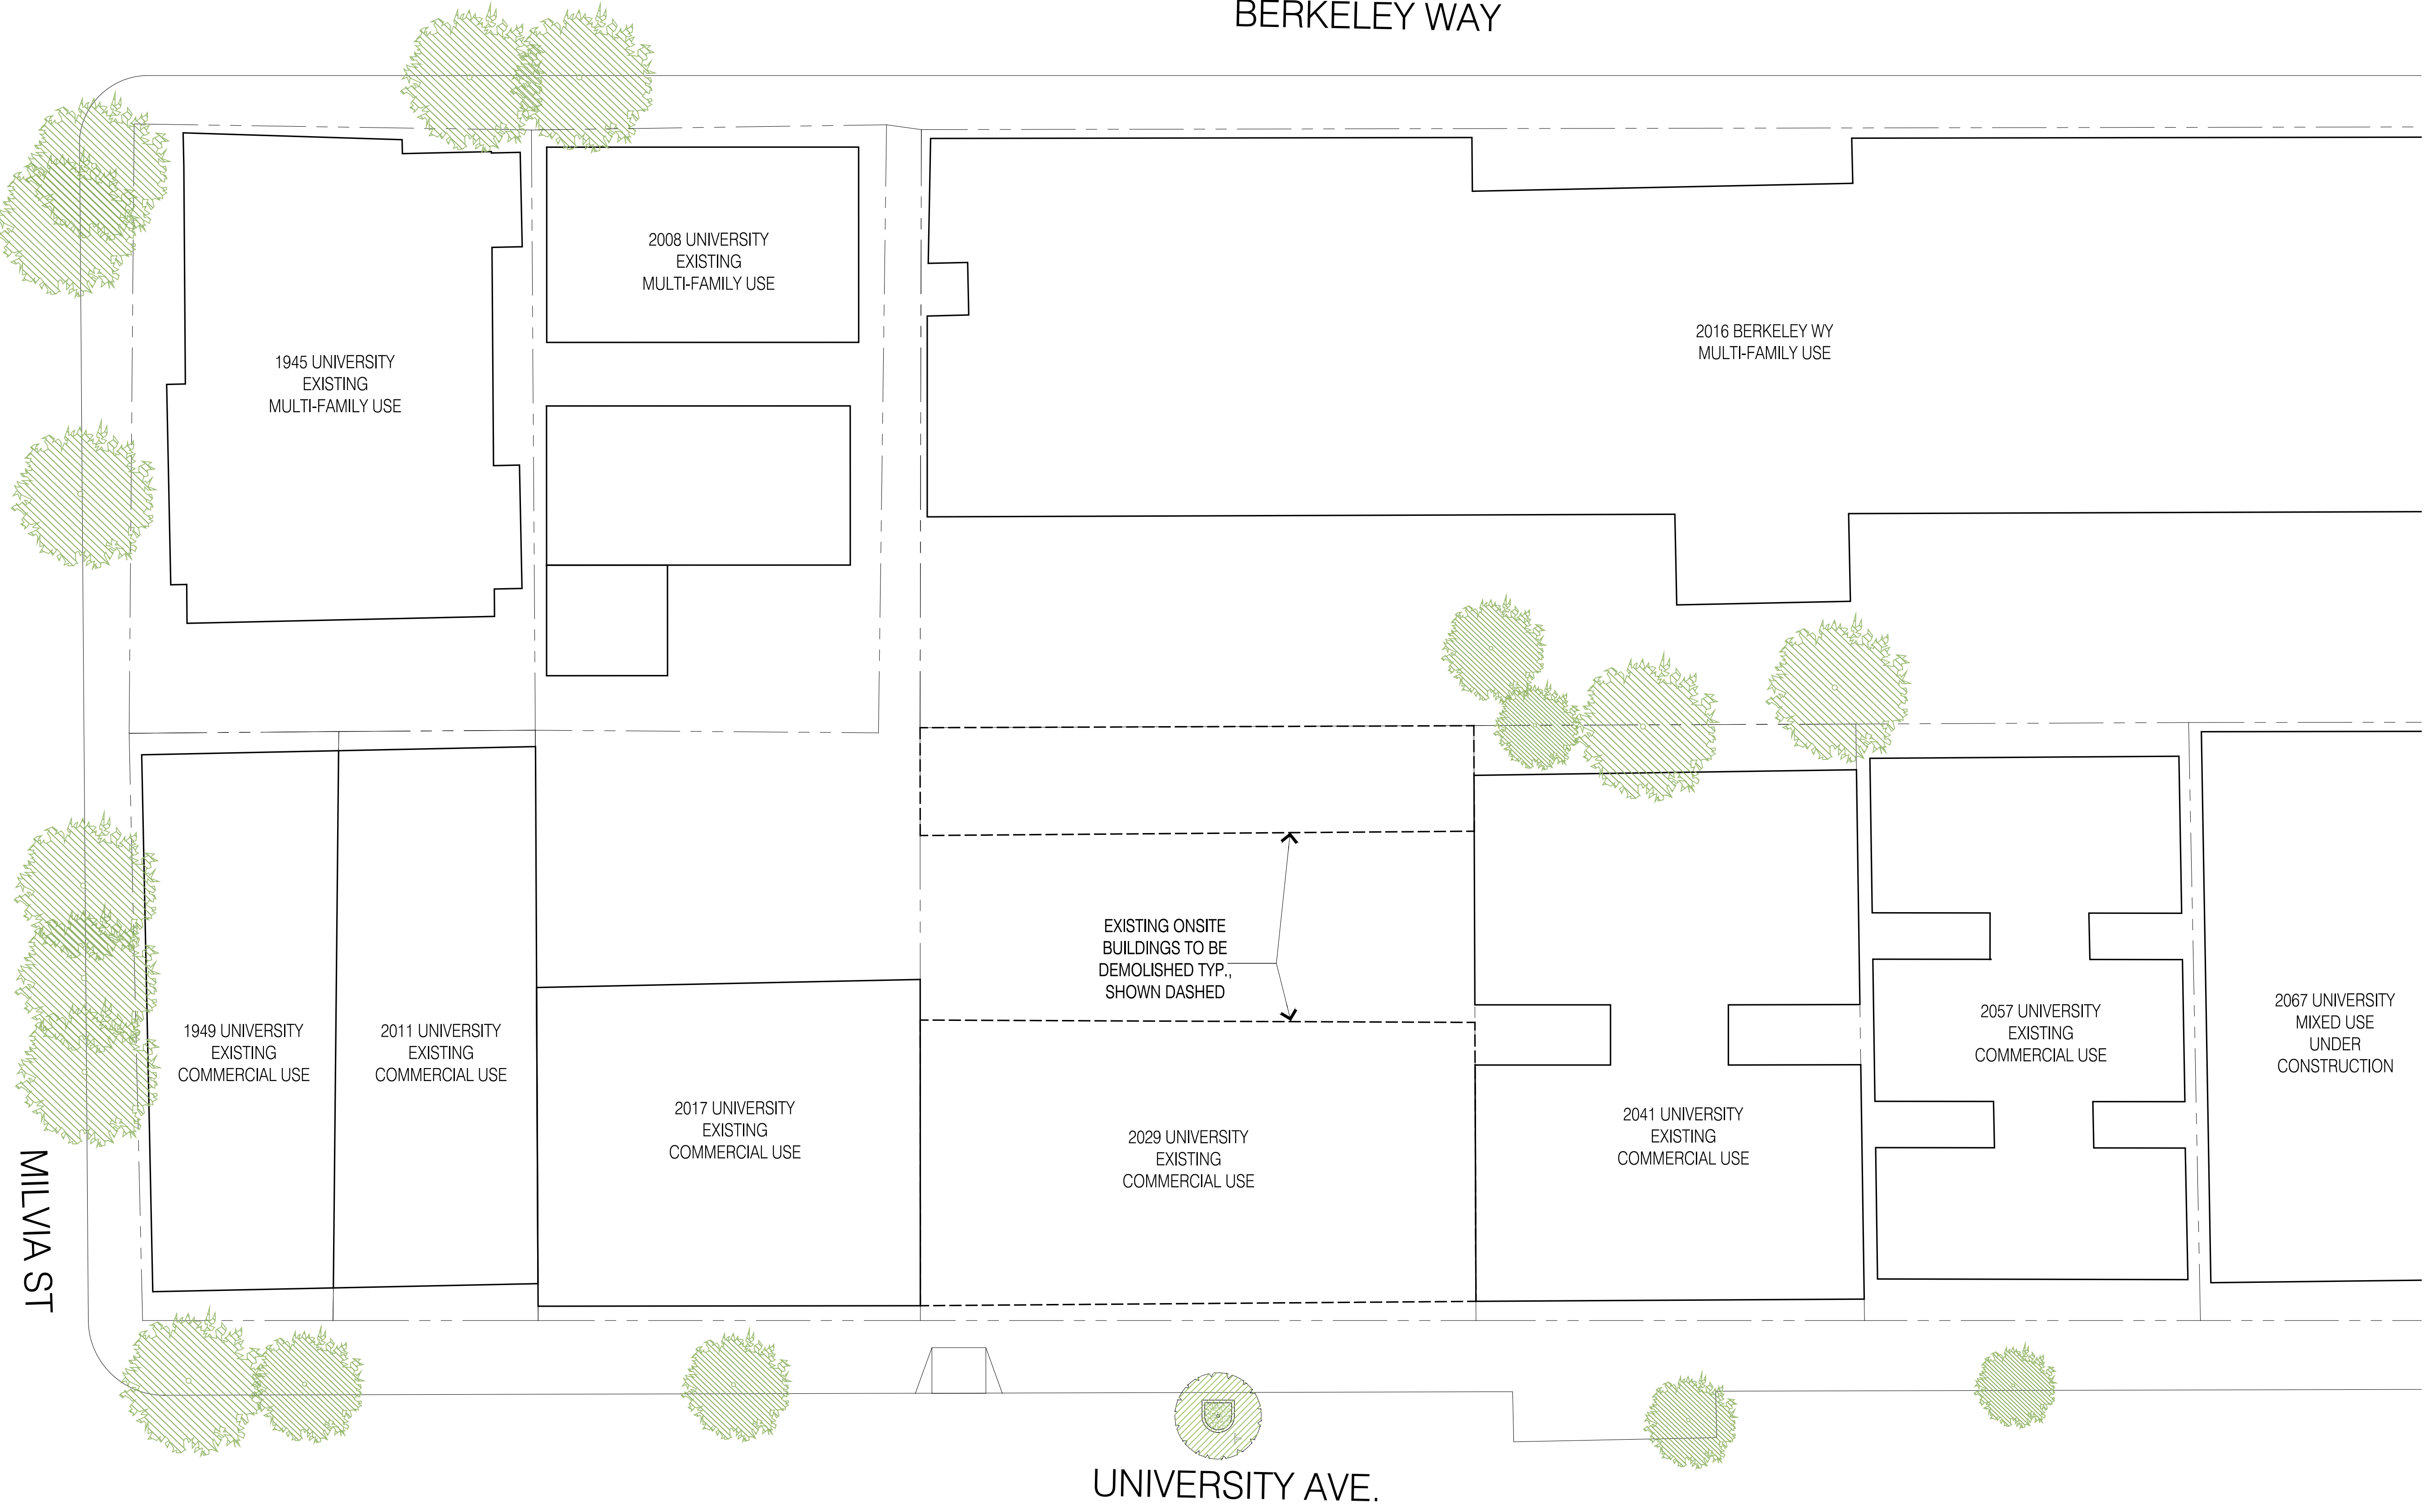 BERKELEY WAY
2008 UNIVERSITY
EXISTING
MULTI-FAMILY USE
2016 BERKELEY WY
MULTI-FAMILY USE
1945 UNIVERSITY
EXISTING
MULTI-FAMILY USE
EXISTING ONSITE
BUILDINGS TO BE
DEMOLISHED TYP.,
SHOWN DASHED
1949 UNIVERSITY
EXISTING
COMMERCIAL USE
2011 UNIVERSITY
EXISTING
COMMERCIAL USE
2017 UNIVERSITY
EXISTING
COMMERCIAL USE
2029 UNIVERSITY
EXISTING
COMMERCIAL USE
2041 UNIVERSITY
EXISTING
COMMERCIAL USE
2057 UNIVERSITY
EXISTING
COMMERCIAL USE
2067 UNIVERSITY
MIXED USE
UNDER
CONSTRUCTION
MILVIA ST
UNIVERSITY AVE.